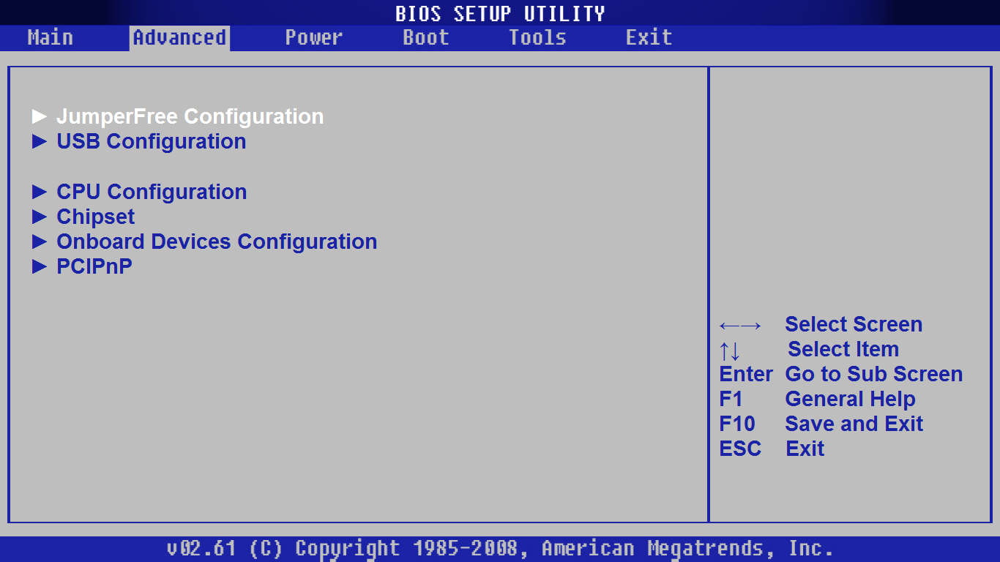 BIOS SETUP UTILITY
Main Advanced Power Boot Tools Exit
► JumperFree Configuration
► USB Configuration
► CPU Configuration
► Chipset
► Onboard Devices Configuration
► PCIPnP
←→ Select Screen
↑↓ Select Item
Enter Go to Sub Screen
F1 General Help
F10 Save and Exit
ESC Exit
v02.61 (C) Copyright 1985-2008, American Megatrends, Inc.